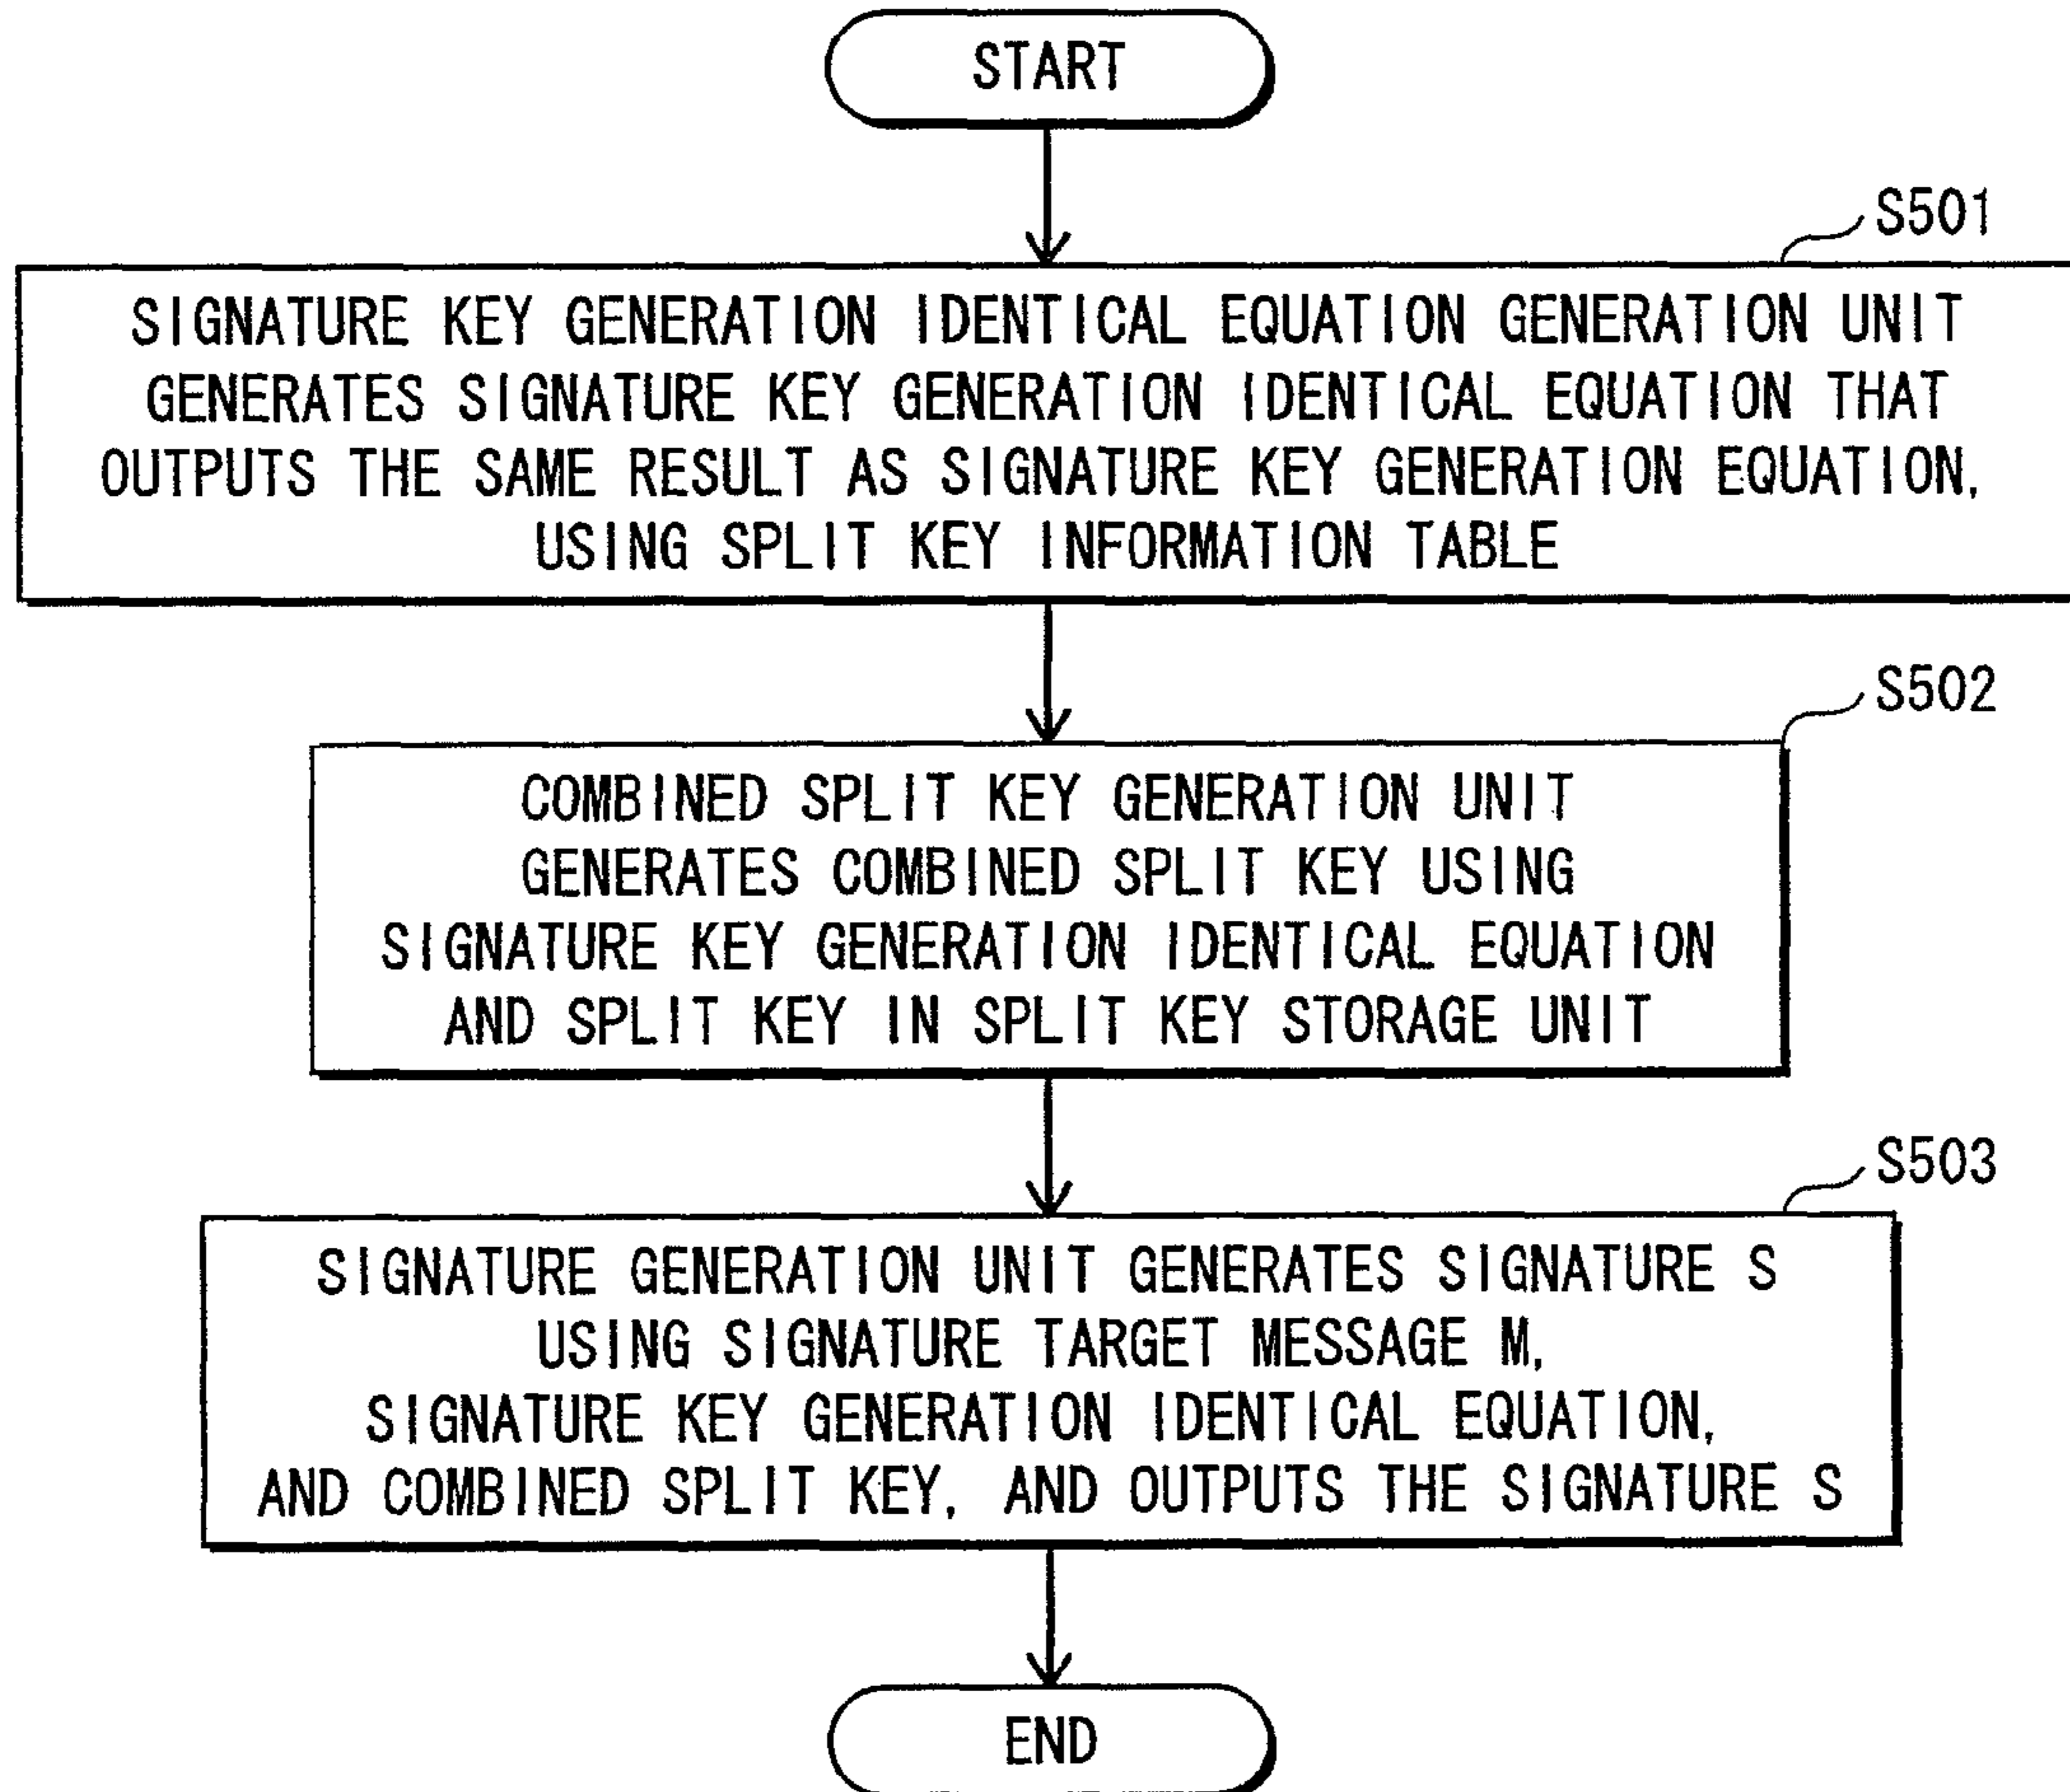 START
S501
SIGNATURE KEY GENERATION IDENTICAL EQUATION GENERATION UNIT
GENERATES SIGNATURE KEY GENERATION IDENTICAL EQUATION THAT
OUTPUTS THE SAME RESULT AS SIGNATURE KEY GENERATION EQUATION,
USING SPLIT KEY INFORMATION TABLE
S502
COMBINED SPLIT KEY GENERATION UNIT
GENERATES COMBINED SPLIT KEY USING
SIGNATURE KEY GENERATION IDENTICAL EQUATION
AND SPLIT KEY IN SPLIT KEY STORAGE UNIT
S503
SIGNATURE GENERATION UNIT GENERATES SIGNATURE S
USING SIGNATURE TARGET MESSAGE M,
SIGNATURE KEY GENERATION IDENTICAL EQUATION,
AND COMBINED SPLIT KEY, AND OUTPUTS THE SIGNATURE S
END